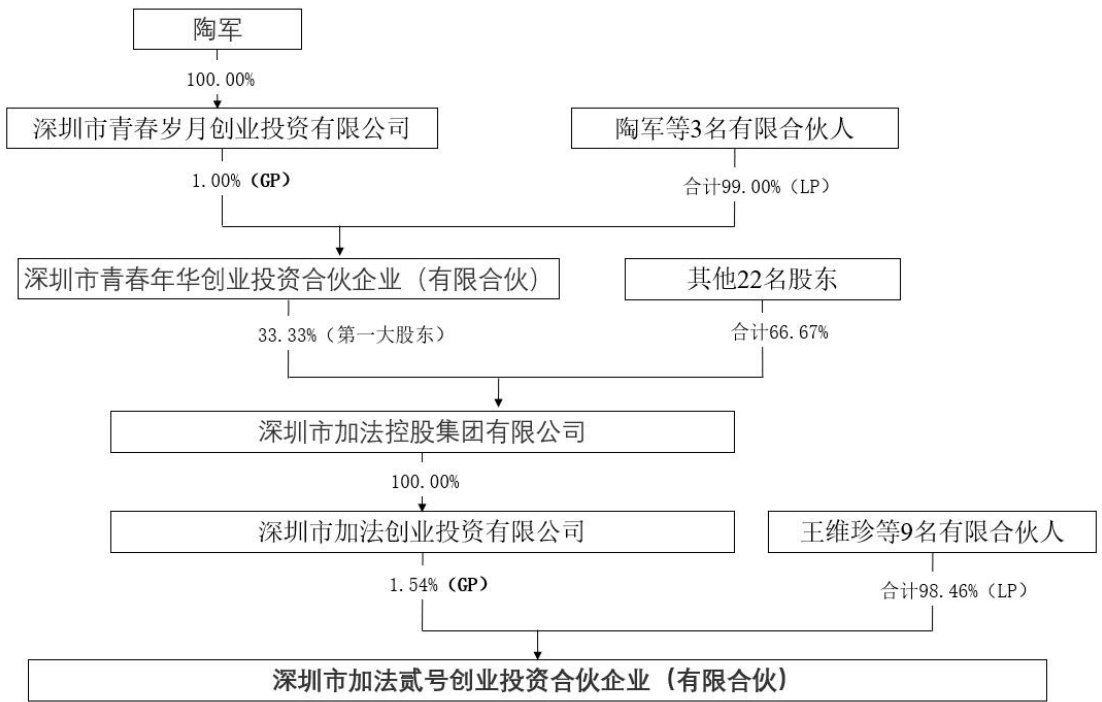 陶军
100.00%
深圳市青春岁月创业投资有限公司
陶军等3名有限合伙人
1.00%（GP）
合计99.00%（LP）
深圳市青春年华创业投资合伙企业（有限合伙）
其他22名股东
33.33%（第一大股东）
合计66.67%
深圳市加法控股集团有限公司
100.00%
深圳市加法创业投资有限公司
王维珍等9名有限合伙人
1.54%（GP）
合计98.46%（LP）
深圳市加法贰号创业投资合伙企业（有限合伙）